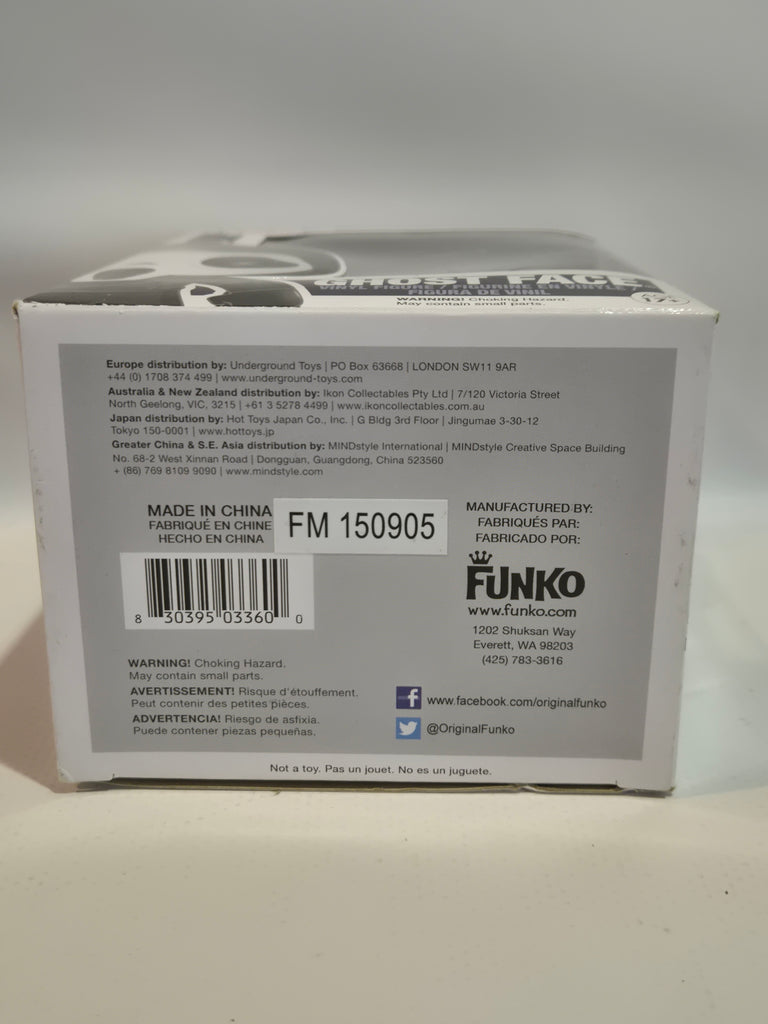 GHOST FACE
VINYL FIGURE / FIGURINE EN VINYLE /
FIGURA DE VINIL
WARNING! Choking Hazard.
May contain small parts.
17+
Europe distribution by: Underground Toys | PO Box 63668 | LONDON SW11 9AR
+44 (0) 1708 374 499 | www.underground-toys.com
Australia & New Zealand distribution by: Ikon Collectables Pty Ltd | 7/120 Victoria Street
North Geelong, VIC, 3215 | +61 3 5278 4499 | www.ikoncollectables.com.au
Japan distribution by: Hot Toys Japan Co., Inc. | G Bldg 3rd Floor | Jingumae 3-30-12
Tokyo 150-0001 | www.hottoys.jp
Greater China & S.E. Asia distribution by: MINDstyle International | MINDstyle Creative Space Building
No. 68-2 West Xinnan Road | Dongguan, Guangdong, China 523560
+ (86) 769 8109 9090 | www.mindstyle.com
MADE IN CHINA
FABRIQUÉ EN CHINE
HECHO EN CHINA
FM 150905
MANUFACTURED BY:
FABRIQUÉS PAR:
FABRICADO POR:
8 30395 03360 0
FUNKO
www.funko.com
1202 Shuksan Way
Everett, WA 98203
(425) 783-3616
WARNING! Choking Hazard.
May contain small parts.
AVERTISSEMENT! Risque d'étouffement.
Peut contenir des petites pièces.
ADVERTENCIA! Riesgo de asfixia.
Puede contener piezas pequeñas.
f www.facebook.com/originalfunko
@OriginalFunko
Not a toy. Pas un jouet. No es un juguete.